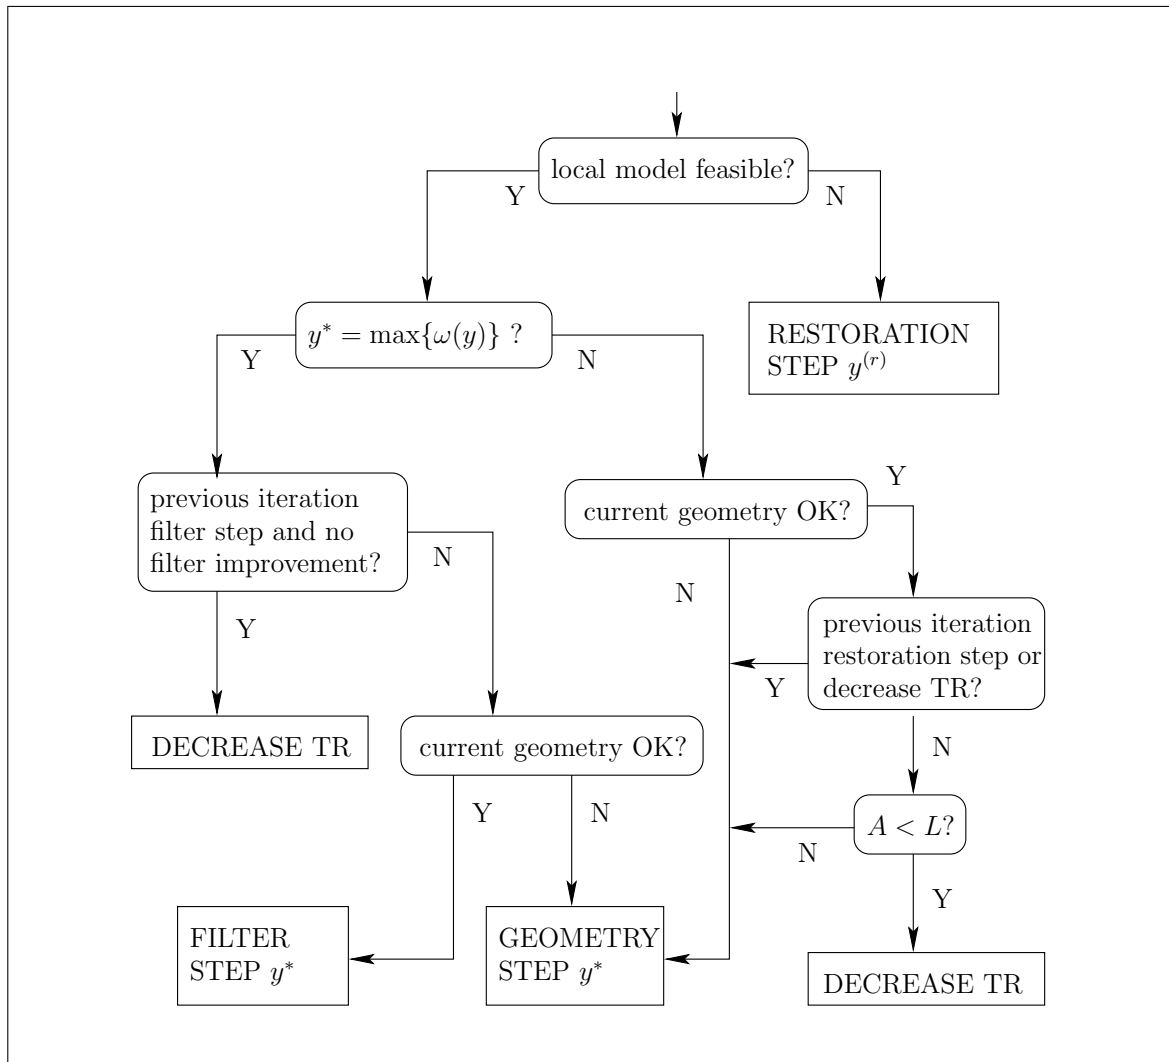 local model feasible?
Y
N
y* = max{ω(y)} ?
RESTORATION
STEP y^(r)
Y
N
previous iteration
filter step and no
filter improvement?
current geometry OK?
Y
N
N
Y
previous iteration
restoration step or
decrease TR?
Y
DECREASE TR
current geometry OK?
N
Y
N
A < L?
N
Y
FILTER
STEP y*
GEOMETRY
STEP y*
DECREASE TR